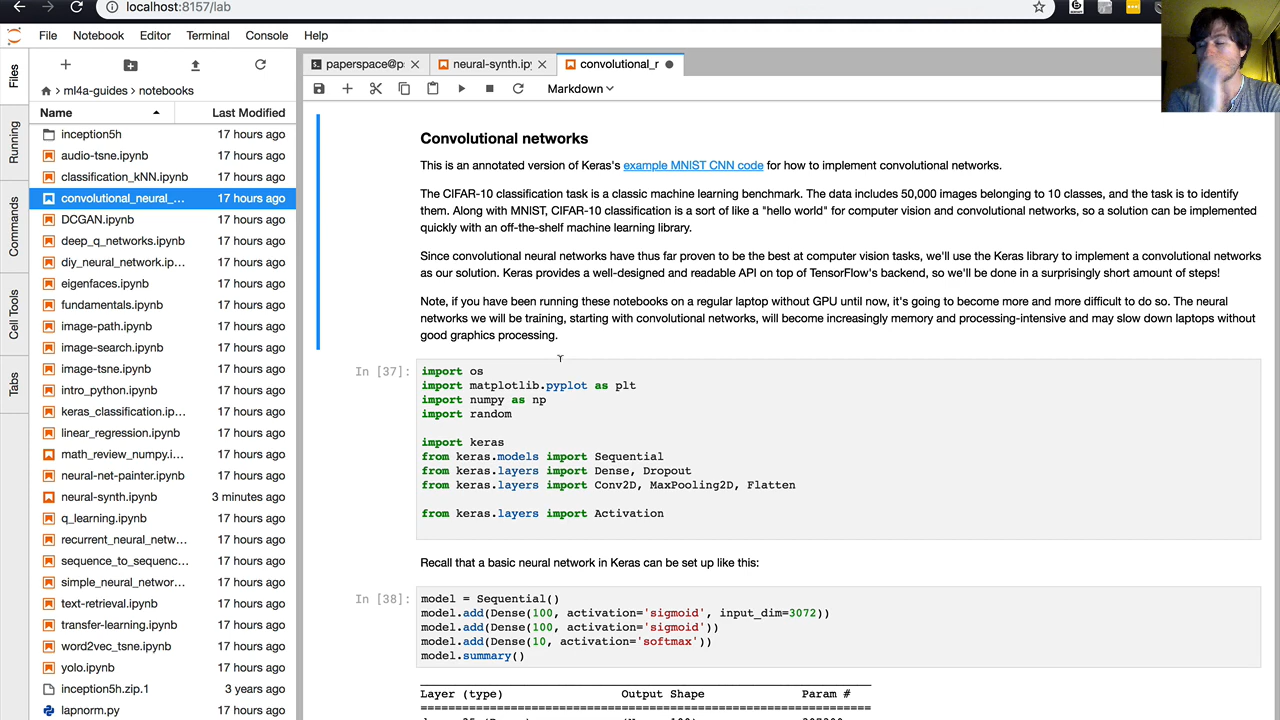 localhost:8157/lab
File Notebook Editor Terminal Console Help
paperspace@p: neural-synth.ipy convolutional_r
Markdown
ml4a-guides notebooks
Name Last Modified
inception5h 17 hours ago
audio-tsne.ipynb 17 hours ago
classification_kNN.ipynb 17 hours ago
convolutional_neural_... 17 hours ago
DCGAN.ipynb 17 hours ago
deep_q_networks.ipynb 17 hours ago
diy_neural_network.ip... 17 hours ago
eigenfaces.ipynb 17 hours ago
fundamentals.ipynb 17 hours ago
image-path.ipynb 17 hours ago
image-search.ipynb 17 hours ago
image-tsne.ipynb 17 hours ago
intro_python.ipynb 17 hours ago
keras_classification.ip... 17 hours ago
linear_regression.ipynb 17 hours ago
math_review_numpy.i... 17 hours ago
neural-net-painter.ipynb 17 hours ago
neural-synth.ipynb 3 minutes ago
q_learning.ipynb 17 hours ago
recurrent_neural_netw... 17 hours ago
sequence_to_sequenc... 17 hours ago
simple_neural_networ... 17 hours ago
text-retrieval.ipynb 17 hours ago
transfer-learning.ipynb 17 hours ago
word2vec_tsne.ipynb 17 hours ago
yolo.ipynb 17 hours ago
inception5h.zip.1 3 years ago
lapnorm.py 17 hours ago
Files
Running
Commands
Cell Tools
Tabs
Convolutional networks
This is an annotated version of Keras's example MNIST CNN code for how to implement convolutional networks.
The CIFAR-10 classification task is a classic machine learning benchmark. The data includes 50,000 images belonging to 10 classes, and the task is to identify
them. Along with MNIST, CIFAR-10 classification is a sort of like a "hello world" for computer vision and convolutional networks, so a solution can be implemented
quickly with an off-the-shelf machine learning library.
Since convolutional neural networks have thus far proven to be the best at computer vision tasks, we'll use the Keras library to implement a convolutional networks
as our solution. Keras provides a well-designed and readable API on top of TensorFlow's backend, so we'll be done in a surprisingly short amount of steps!
Note, if you have been running these notebooks on a regular laptop without GPU until now, it's going to become more and more difficult to do so. The neural
networks we will be training, starting with convolutional networks, will become increasingly memory and processing-intensive and may slow down laptops without
good graphics processing.
In [37]: import os
import matplotlib.pyplot as plt
import numpy as np
import random
import keras
from keras.models import Sequential
from keras.layers import Dense, Dropout
from keras.layers import Conv2D, MaxPooling2D, Flatten
from keras.layers import Activation
Recall that a basic neural network in Keras can be set up like this:
In [38]: model = Sequential()
model.add(Dense(100, activation='sigmoid', input_dim=3072))
model.add(Dense(100, activation='sigmoid'))
model.add(Dense(10, activation='softmax'))
model.summary()
Layer (type) Output Shape Param #